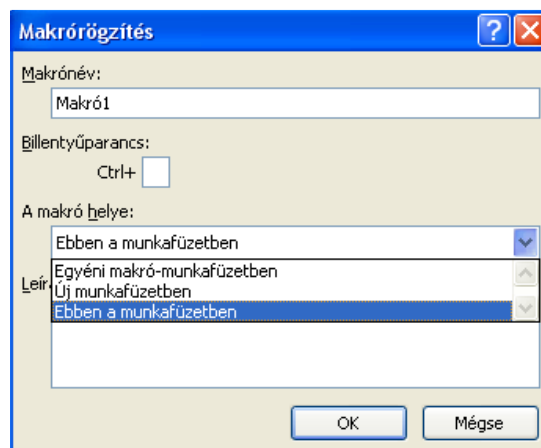 Makrórögzítés
Makrónév:
Makró1
Billentyűparancs:
Ctrl+
A makró helye:
Ebben a munkafüzetben
Egyéni makró-munkafüzetben
Új munkafüzetben
Ebben a munkafüzetben
OK
Mégse